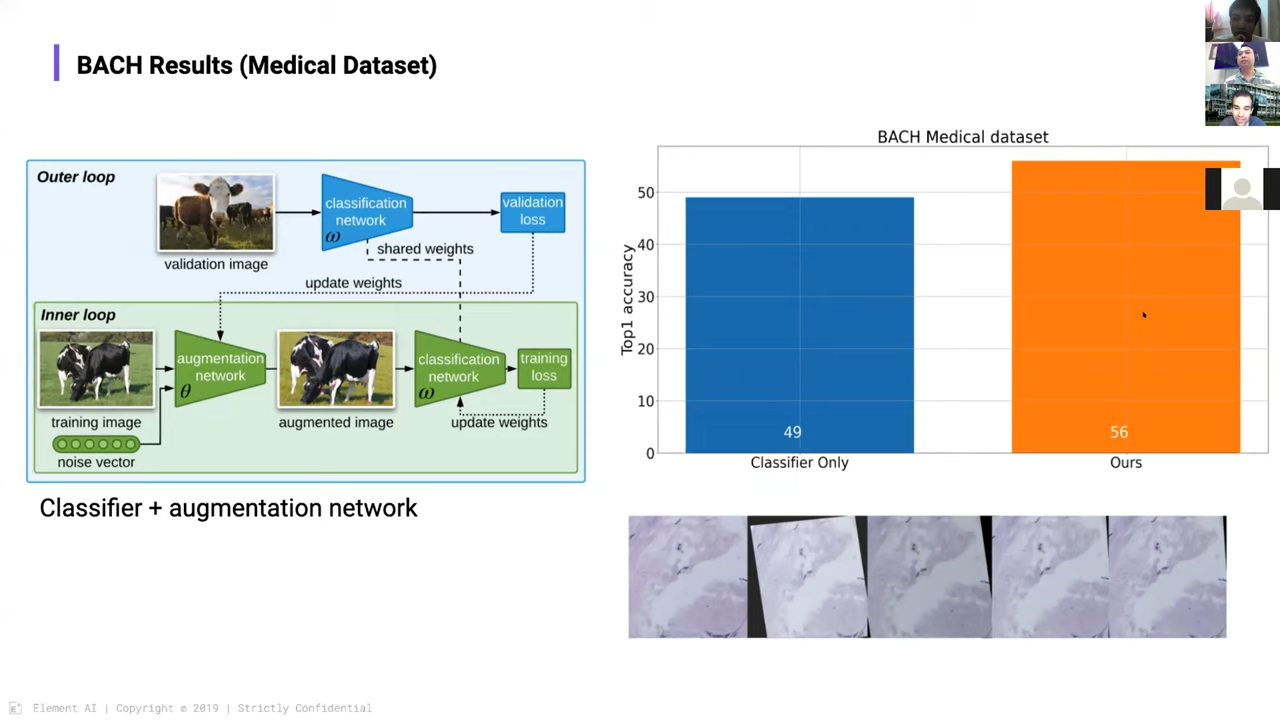 BACH Results (Medical Dataset)
Outer loop
classification
network
ω
validation
loss
shared weights
validation image
update weights
Inner loop
augmentation
network
θ
classification
network
ω
training
loss
training image
augmented image
update weights
noise vector
Classifier + augmentation network
BACH Medical dataset
Top1 accuracy
50
40
30
20
10
0
49
56
Classifier Only
Ours
Element AI | Copyright © 2019 | Strictly Confidential